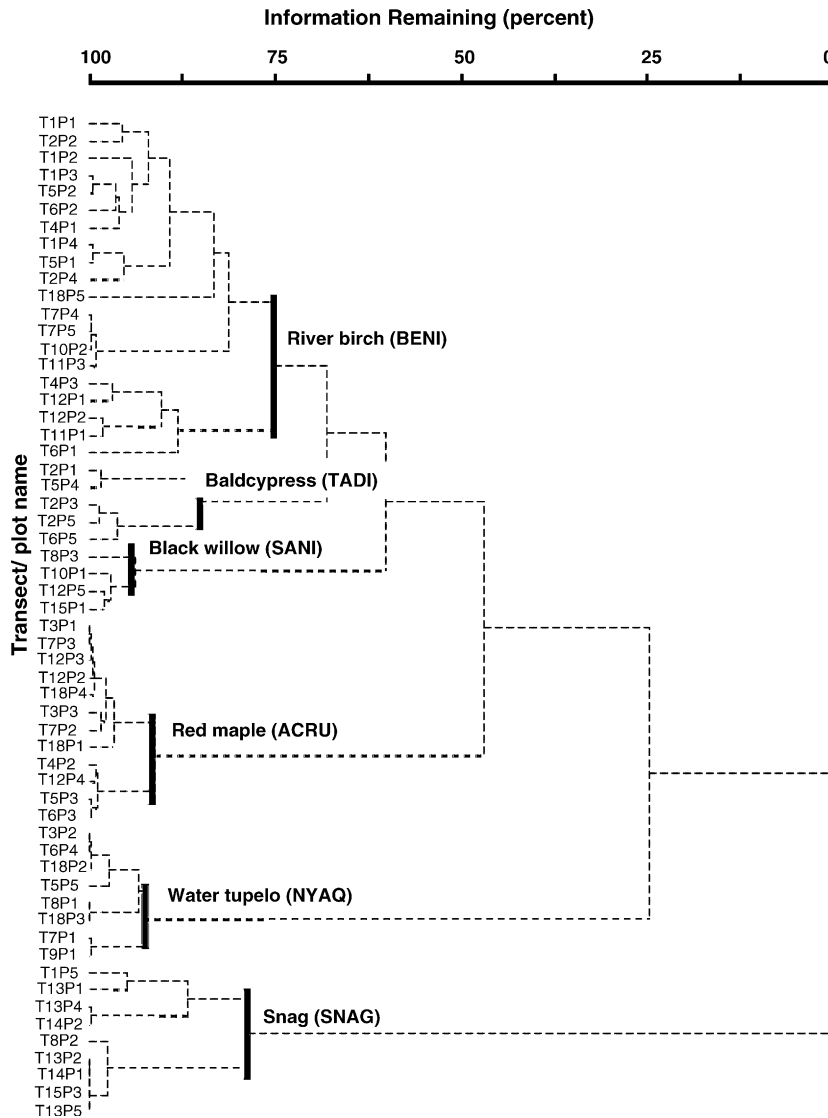 Information Remaining (percent)
100 75 50 25 0
Transect/ plot name
T1P1
T2P2
T1P2
T1P3
T5P2
T6P2
T4P1
T1P4
T5P1
T2P4
T18P5
T7P4
T7P5
T10P2
T11P3
T4P3
T12P1
T12P2
T11P1
T6P1
T2P1
T5P4
T2P3
T2P5
T6P5
T8P3
T10P1
T12P5
T15P1
T3P1
T7P3
T12P3
T12P2
T18P4
T3P3
T7P2
T18P1
T4P2
T12P4
T5P3
T6P3
T3P2
T6P4
T18P2
T5P5
T8P1
T18P3
T7P1
T9P1
T1P5
T13P1
T13P4
T14P2
T8P2
T13P2
T14P1
T15P3
T13P5
River birch (BENI)
Baldcypress (TADI)
Black willow (SANI)
Red maple (ACRU)
Water tupelo (NYAQ)
Snag (SNAG)